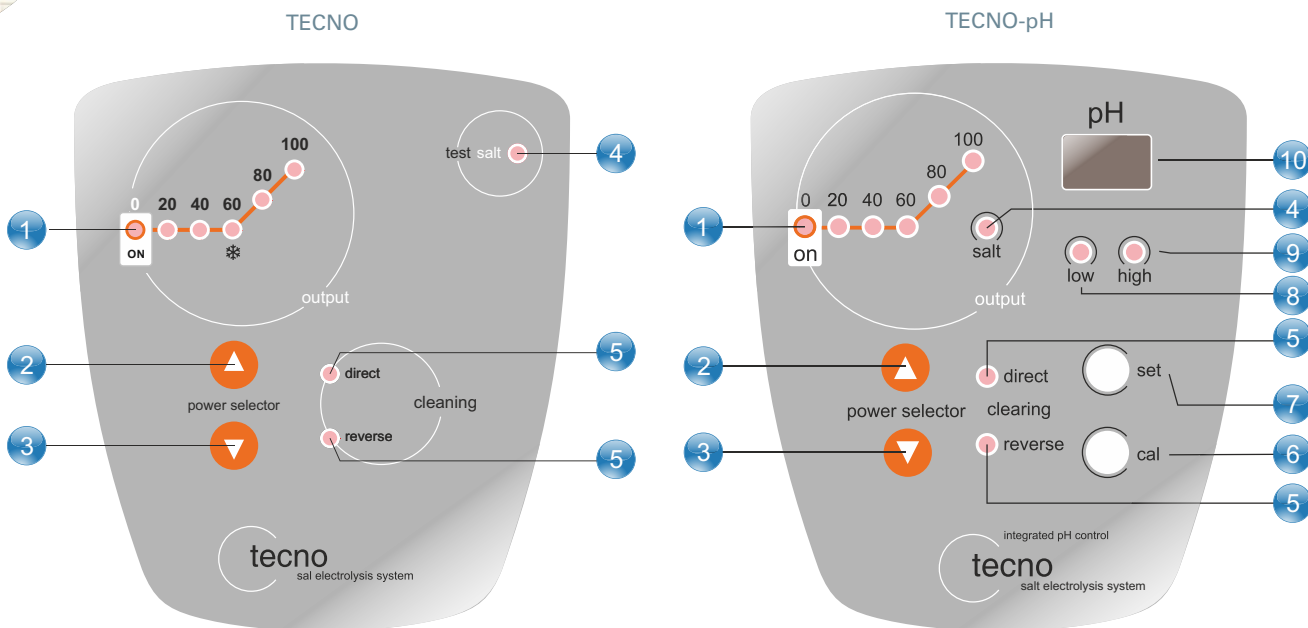 TECNO
100
test salt
4
80
0 20 40 60
1
ON
❄
output
2
5
direct
power selector
cleaning
3
reverse
5
tecno
sal electrolysis system
TECNO-pH
pH
100
10
80
0 20 40 60
4
1
salt
9
on
low high
output
8
5
2
direct
set
power selector
clearing
7
3
reverse
cal
6
5
integrated pH control
tecno
salt electrolysis system